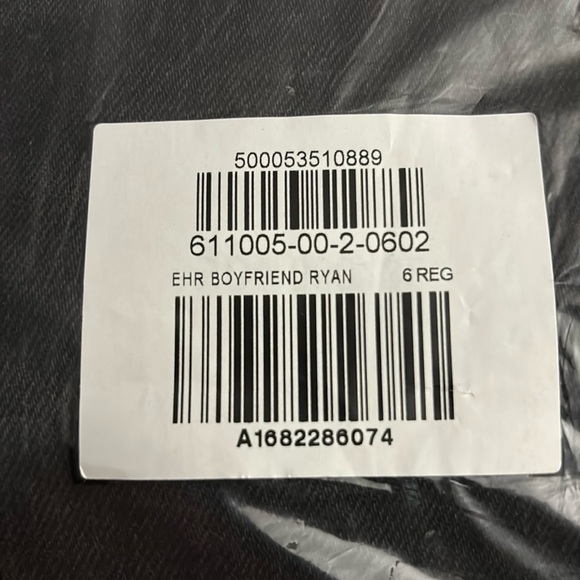 500053510889
611005-00-2-0602
EHR BOYFRIEND RYAN 6 REG
A1682286074